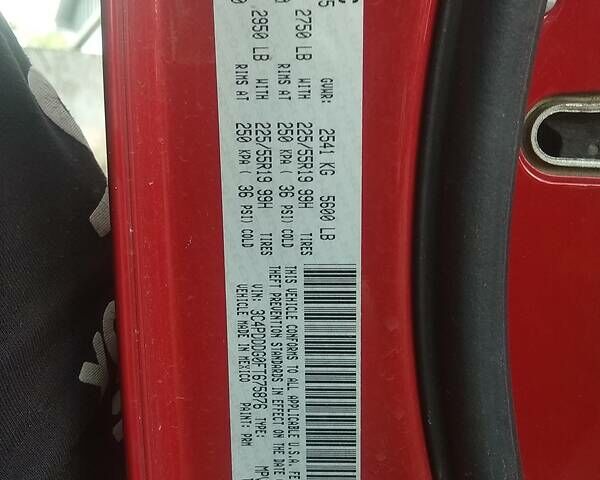 GVWR: 2541 KG 5600 LB
2750 LB WITH 225/55R19 99H TIRES
RIMS AT 250 KPA ( 36 PSI) COLD
2950 LB WITH 225/55R19 99H TIRES
RIMS AT 250 KPA ( 36 PSI) COLD
THIS VEHICLE CONFORMS TO ALL APPLICABLE U.S.A. FE
THEFT PREVENTION STANDARDS IN EFFECT ON THE DATE
VIN: 3C4PDDDG0FT675876 TYPE: MPV
VEHICLE MADE IN MEXICO PAINT: PRM